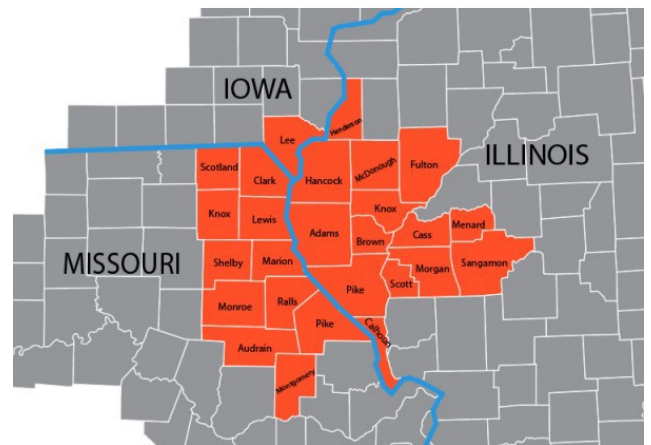 IOWA
Lee
Henderson
ILLINOIS
Scotland
Clark
Hancock
McDonough
Fulton
Knox
Lewis
Adams
Knox
Brown
Cass
Menard
MISSOURI
Shelby
Marion
Pike
Scott
Morgan
Sangamon
Monroe
Ralls
Pike
Calhoun
Audrain
Montgomery